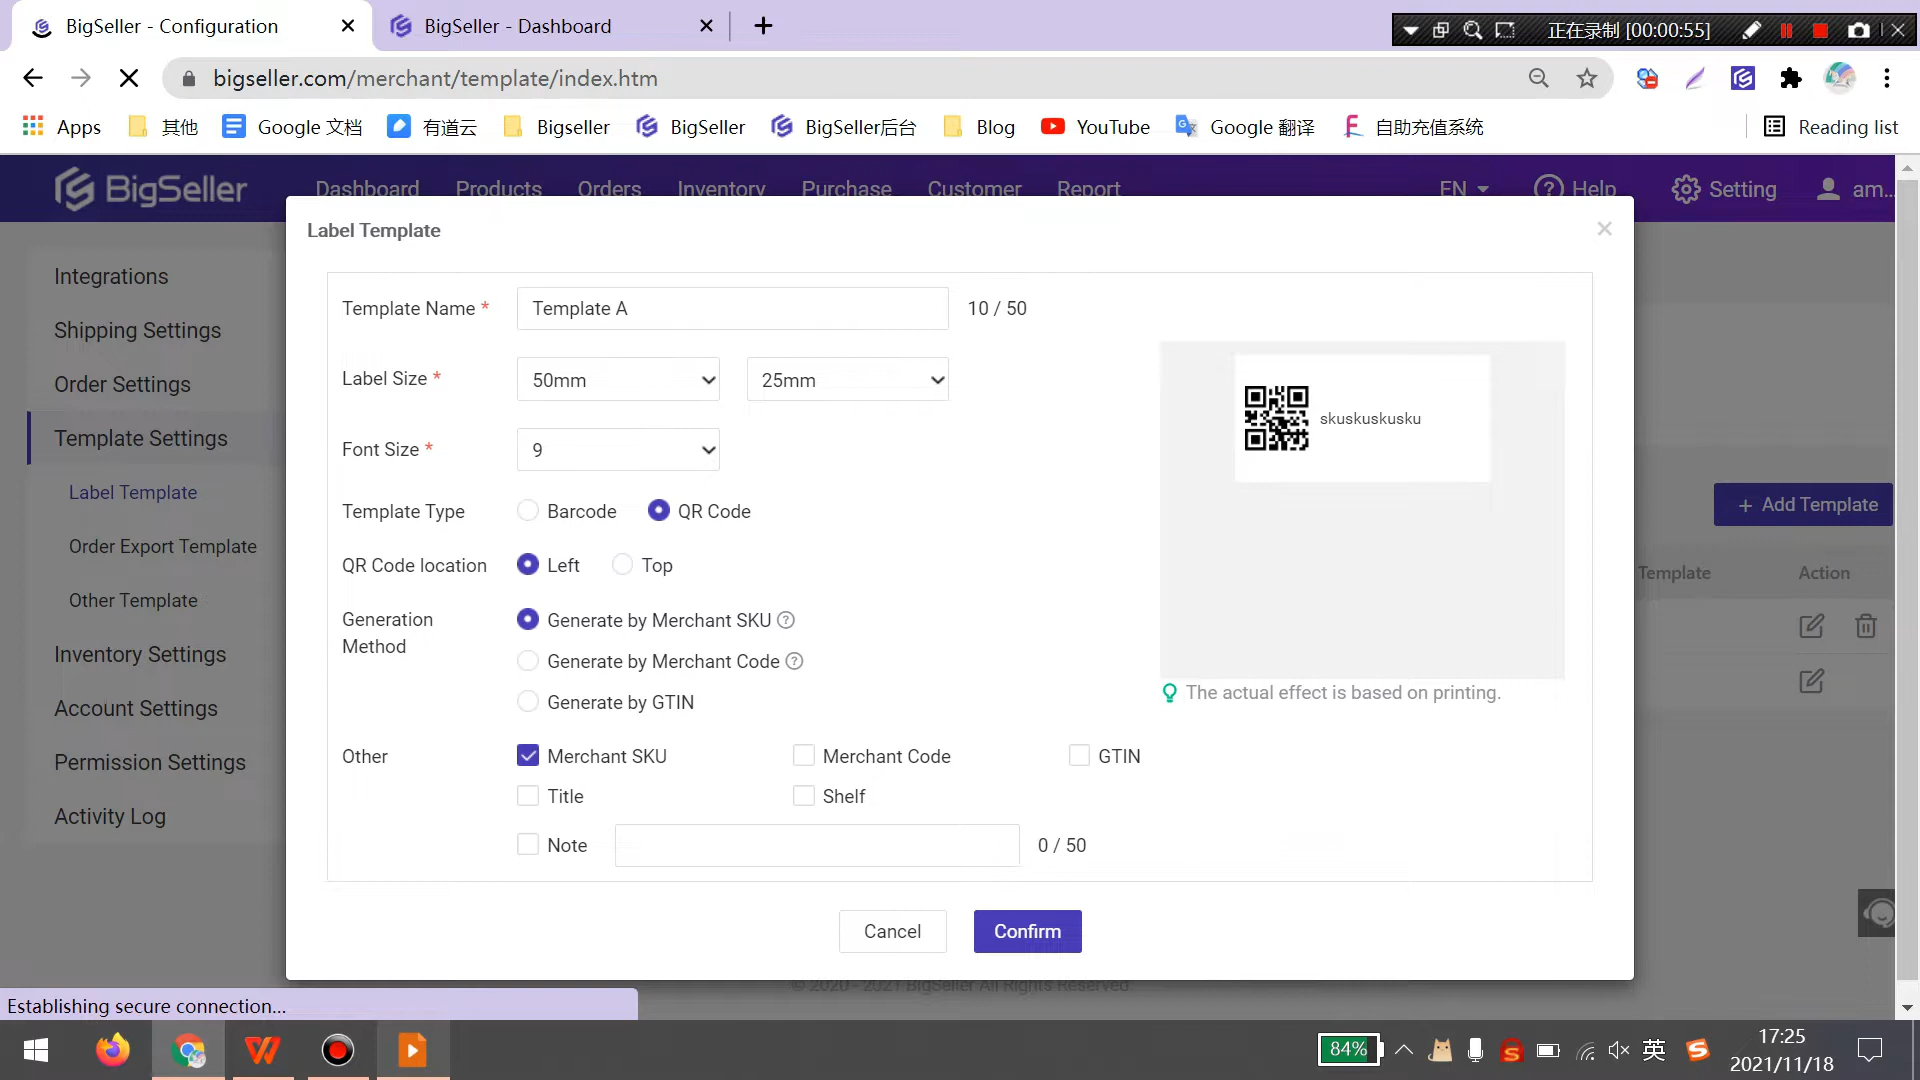 BigSeller - Configuration
BigSeller - Dashboard
正在录制 [00:00:55]
bigseller.com/merchant/template/index.htm
Apps
其他
Google 文档
有道云
Bigseller
BigSeller
BigSeller后台
Blog
YouTube
Google 翻译
自助充值系统
Reading list
BigSeller
Dashboard
Products
Orders
Inventory
Purchase
Customer
Report
EN
Help
Setting
am...
Integrations
Shipping Settings
Order Settings
Template Settings
Label Template
Order Export Template
Other Template
Inventory Settings
Account Settings
Permission Settings
Activity Log
Label Template
Template Name *
Template A
10 / 50
Label Size *
50mm
25mm
Font Size *
9
Template Type
Barcode
QR Code
QR Code location
Left
Top
Generation
Method
Generate by Merchant SKU ?
Generate by Merchant Code ?
Generate by GTIN
Other
Merchant SKU
Merchant Code
GTIN
Title
Shelf
Note
0 / 50
skuskuskusku
The actual effect is based on printing.
Cancel
Confirm
+ Add Template
Template
Action
© 2020 - 2021 BigSeller All Rights Reserved
Establishing secure connection...
84%
英
17:25
2021/11/18